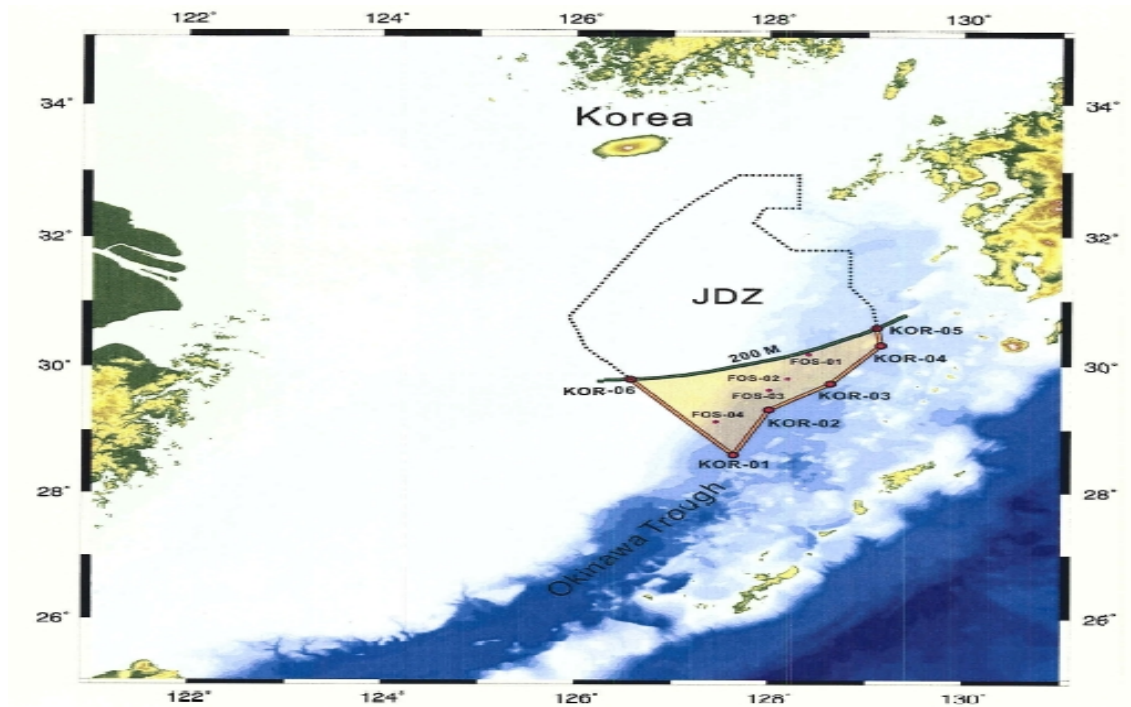 122° 124° 126° 128° 130°
34° 34°
Korea
32° 32°
JDZ
KOR-05
200 M
KOR-04
FOS-01
30° 30°
FOS-02
KOR-06
FOS-03
KOR-03
FOS-04
KOR-02
KOR-01
28° 28°
Okinawa Trough
26° 26°
122° 124° 126° 128° 130°